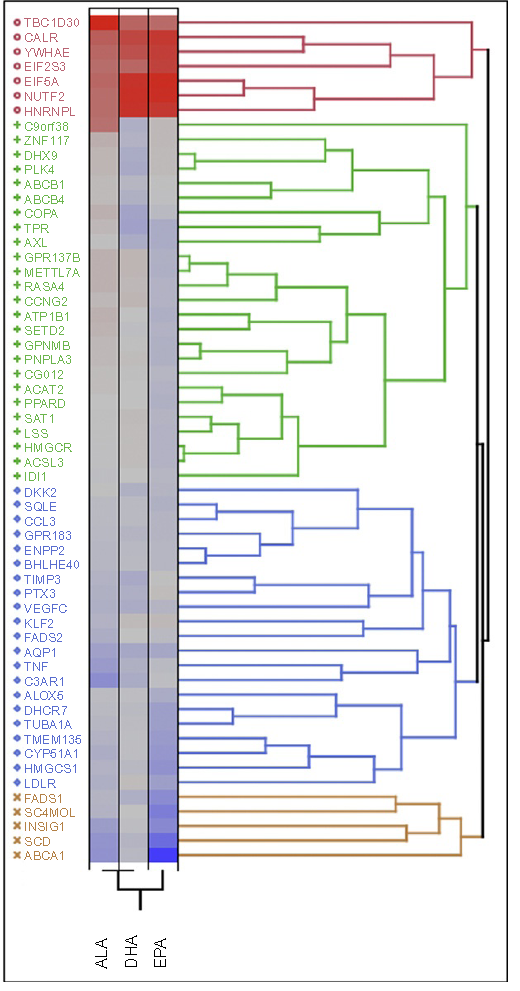 TBC1D30
CALR
YWHAE
EIF2S3
EIF5A
NUTF2
HNRNPL
C9orf38
ZNF117
DHX9
PLK4
ABCB1
ABCB4
COPA
TPR
AXL
GPR137B
METTL7A
RASA4
CCNG2
ATP1B1
SETD2
GPNMB
PNPLA3
CG012
ACAT2
PPARD
SAT1
LSS
HMGCR
ACSL3
IDI1
DKK2
SQLE
CCL3
GPR183
ENPP2
BHLHE40
TIMP3
PTX3
VEGFC
KLF2
FADS2
AQP1
TNF
C3AR1
ALOX5
DHCR7
TUBA1A
TMEM135
CYP51A1
HMGCS1
LDLR
FADS1
SC4MOL
INSIG1
SCD
ABCA1
ALA
DHA
EPA